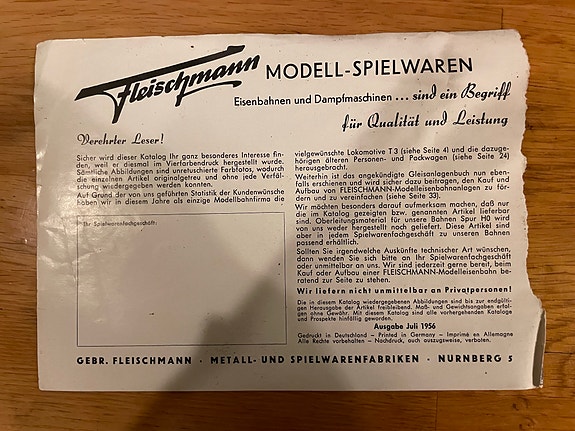 Fleischmann MODELL-SPIELWAREN
Eisenbahnen und Dampfmaschinen ... sind ein Begriff
für Qualität und Leistung
Verehrter Leser!
Sicher wird dieser Katalog Ihr ganz besonderes Interesse fin-
den, weil er diesmal im Vierfarbendruck hergestellt wurde.
Sämtliche Abbildungen sind unretuschierte Farbfotos, wodurch
die einzelnen Artikel originalgetreu und ohne jede Verfäl-
schung wiedergegeben werden konnten.
Auf Grund der von uns geführten Statistik der Kundenwünsche
haben wir in diesem Jahre als einzige Modellbahnfirma die
Ihr Spielwarenfachgeschäft:
vielgewünschte Lokomotive T 3 (siehe Seite 4) und die dazuge-
hörigen älteren Personen- und Packwagen (siehe Seite 24)
herausgebracht.
Weiterhin ist das angekündigte Gleisanlagenbuch nun eben-
falls erschienen und wird sicher dazu beitragen, den Kauf und
Aufbau von FLEISCHMANN-Modelleisenbahnanlagen zu för-
dern und zu vereinfachen (siehe Seite 33).
Wir möchten besonders darauf aufmerksam machen, daß nur
die im Katalog gezeigten bzw. genannten Artikel lieferbar
sind. Oberleitungsmaterial für unsere Bahnen Spur H0 wird
von uns weder hergestellt noch geliefert. Diese Artikel sind
aber in jedem Spielwarenfachgeschäft zu unseren Bahnen
passend erhältlich.
Sollten Sie irgendwelche Auskünfte technischer Art wünschen,
dann wenden Sie sich bitte an Ihr Spielwarenfachgeschäft
oder unmittelbar an uns. Wir sind jederzeit gerne bereit, beim
Kauf oder Aufbau einer FLEISCHMANN-Modelleisenbahn be-
ratend zur Seite zu stehen.
Wir liefern nicht unmittelbar an Privatpersonen!
Die in diesem Katalog wiedergegebenen Abbildungen sind bis zur endgülti-
gen Herausgabe der Artikel freibleibend. Maß- und Gewichtsangaben erfol-
gen ohne Gewähr. Mit diesem Katalog sind alle vorhergehenden Kataloge
und Prospekte hinfällig geworden.
Ausgabe Juli 1956
Gedruckt in Deutschland - Printed in Germany - Imprimé en Allemagne
Alle Rechte vorbehalten - Nachdruck, auch auszugsweise, verboten.
GEBR. FLEISCHMANN · METALL- UND SPIELWARENFABRIKEN · NÜRNBERG 5